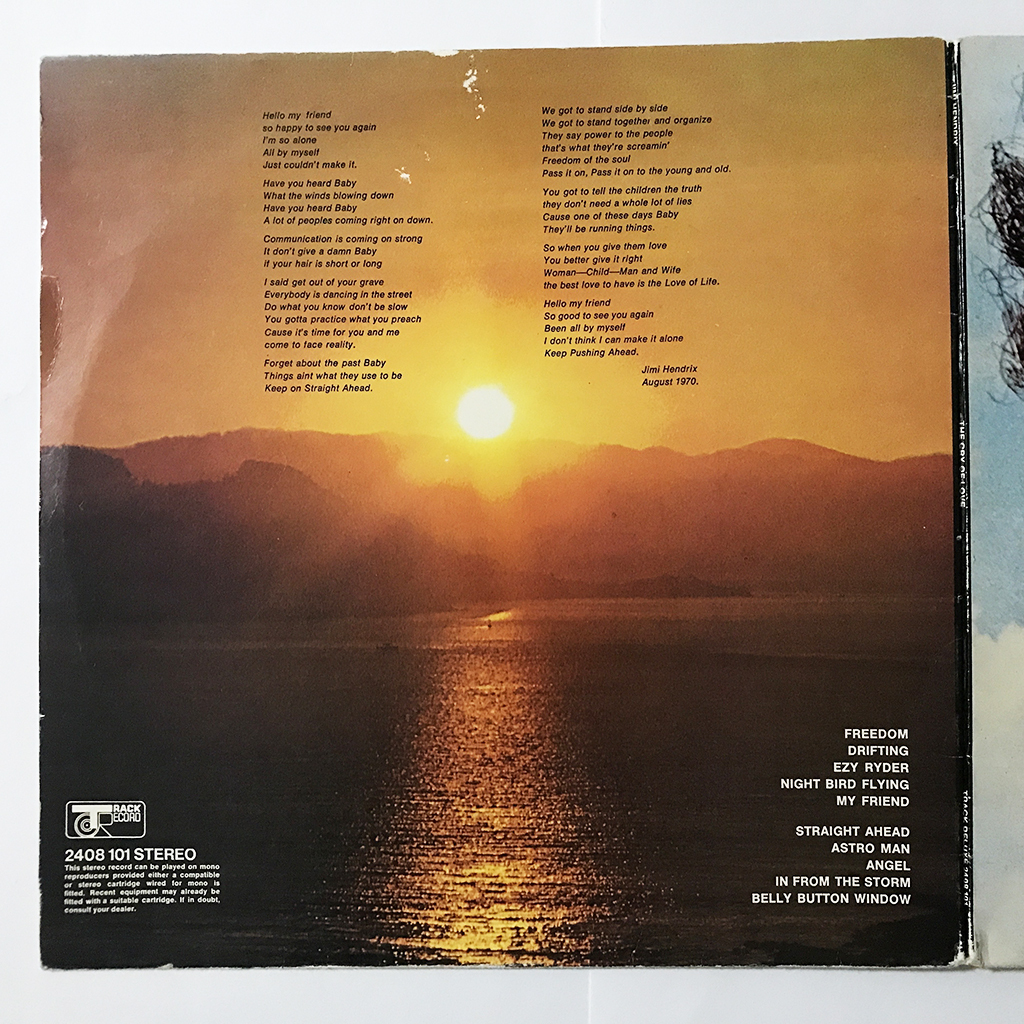 Hello my friend
so happy to see you again
I'm so alone
All by myself
Just couldn't make it.
Have you heard Baby
What the winds blowing down
Have you heard Baby
A lot of peoples coming right on down.
Communication is coming on strong
It don't give a damn Baby
if your hair is short or long
I said get out of your grave
Everybody is dancing in the street
Do what you know don't be slow
You gotta practice what you preach
Cause it's time for you and me
come to face reality.
Forget about the past Baby
Things aint what they use to be
Keep on Straight Ahead.
We got to stand side by side
We got to stand together and organize
They say power to the people
that's what they're screamin'
Freedom of the soul
Pass it on, Pass it on to the young and old.
You got to tell the children the truth
they don't need a whole lot of lies
Cause one of these days Baby
They'll be running things.
So when you give them love
You better give it right
Woman—Child—Man and Wife
the best love to have is the Love of Life.
Hello my friend
So good to see you again
Been all by myself
I don't think I can make it alone
Keep Pushing Ahead.
Jimi Hendrix
August 1970.
FREEDOM
DRIFTING
EZY RYDER
NIGHT BIRD FLYING
MY FRIEND
STRAIGHT AHEAD
ASTRO MAN
ANGEL
IN FROM THE STORM
BELLY BUTTON WINDOW
TRACK
RECORD
2408 101 STEREO
This stereo record can be played on mono
reproducers provided either a compatible
or stereo cartridge wired for mono is
fitted. Recent equipment may already be
fitted with a suitable cartridge. If in doubt,
consult your dealer.
HENDRIX
THE CRY OF LOVE
TRACK DELUXE 2408 101